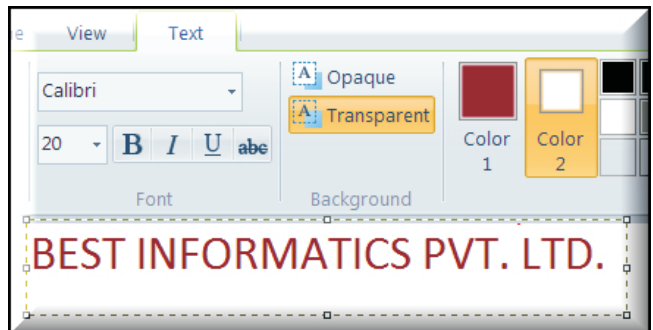 View Text
Calibri
Opaque
Transparent
20 B I U abc
Color 1
Color 2
Font
Background
BEST INFORMATICS PVT. LTD.